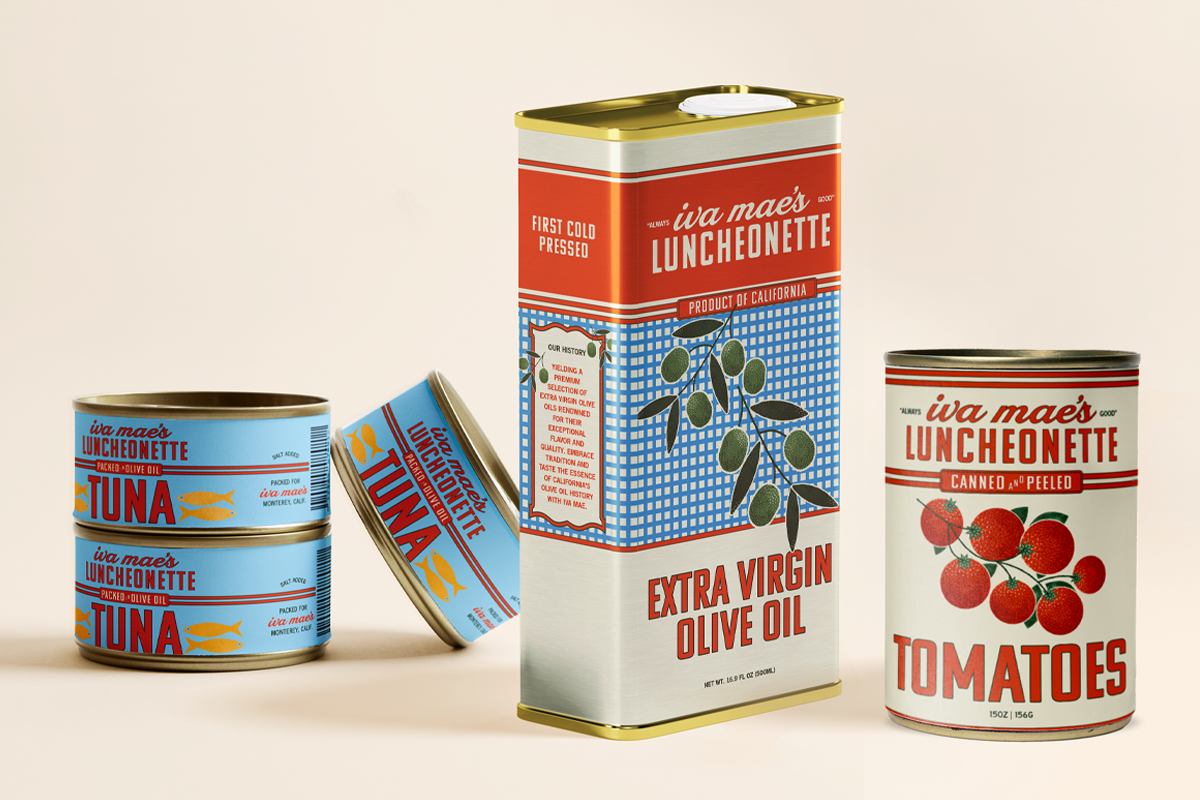 iva mae's
LUNCHEONETTE
PACKED IN OLIVE OIL
TUNA
SALT ADDED
PACKED FOR
iva mae's
MONTEREY, CALIF.
iva mae's
LUNCHEONETTE
PACKED IN OLIVE OIL
TUNA
SALT ADDED
PACKED FOR
iva mae's
MONTEREY, CALIF.
iva mae's
LUNCHEONETTE
PACKED IN OLIVE OIL
TUNA
iva mae's
FIRST COLD
PRESSED
OUR HISTORY
YIELDING A
PREMIUM
SELECTION OF
EXTRA VIRGIN OLIVE
OILS RENOWNED
FOR THEIR
EXCEPTIONAL
FLAVOR AND
QUALITY. EMBRACE
TRADITION AND
TASTE THE ESSENCE
OF CALIFORNIA'S
OLIVE OIL HISTORY
WITH IVA MAE.
"ALWAYS iva mae's GOOD"
LUNCHEONETTE
PRODUCT OF CALIFORNIA
EXTRA VIRGIN
OLIVE OIL
NET WT. 16.9 FL OZ (500ML)
"ALWAYS iva mae's GOOD"
LUNCHEONETTE
CANNED AND PEELED
TOMATOES
15OZ | 156G